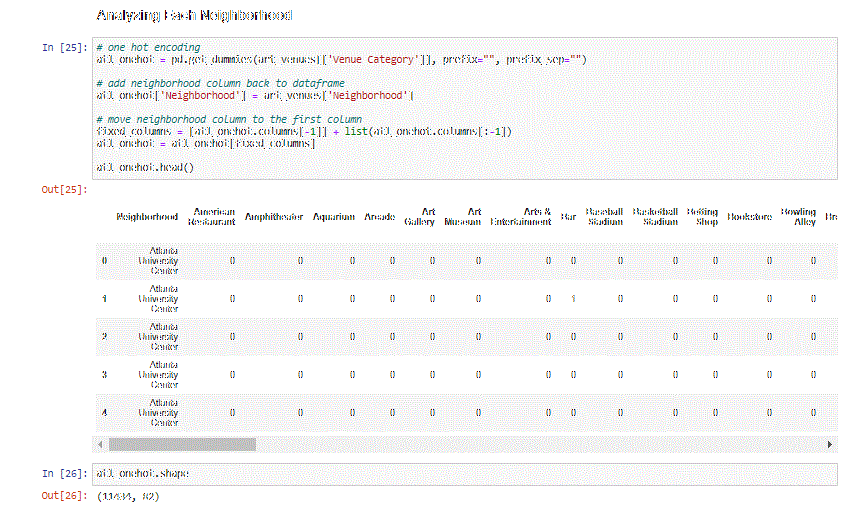 Analyzing Each Neighborhood
In [25]:
# one hot encoding
atl_onehot = pd.get_dummies(atl_venues[['Venue Category']], prefix="", prefix_sep="")
# add neighborhood column back to dataframe
atl_onehot['Neighborhood'] = atl_venues['Neighborhood']
# move neighborhood column to the first column
fixed_columns = [atl_onehot.columns[-1]] + list(atl_onehot.columns[:-1])
atl_onehot = atl_onehot[fixed_columns]
atl_onehot.head()
Out[25]:
Neighborhood American Restaurant Amphitheater Aquarium Arcade Art Gallery Art Museum Arts & Entertainment Bar Baseball Stadium Basketball Stadium Betting Shop Bookstore Bowling Alley Br
0 Atlanta University Center 0 0 0 0 0 0 0 0 0 0 0 0 0
1 Atlanta University Center 0 0 0 0 0 0 0 1 0 0 0 0 0
2 Atlanta University Center 0 0 0 0 0 0 0 0 0 0 0 0 0
3 Atlanta University Center 0 0 0 0 0 0 0 0 0 0 0 0 0
4 Atlanta University Center 0 0 0 0 0 0 0 0 0 0 0 0 0
In [26]: atl_onehot.shape
Out[26]: